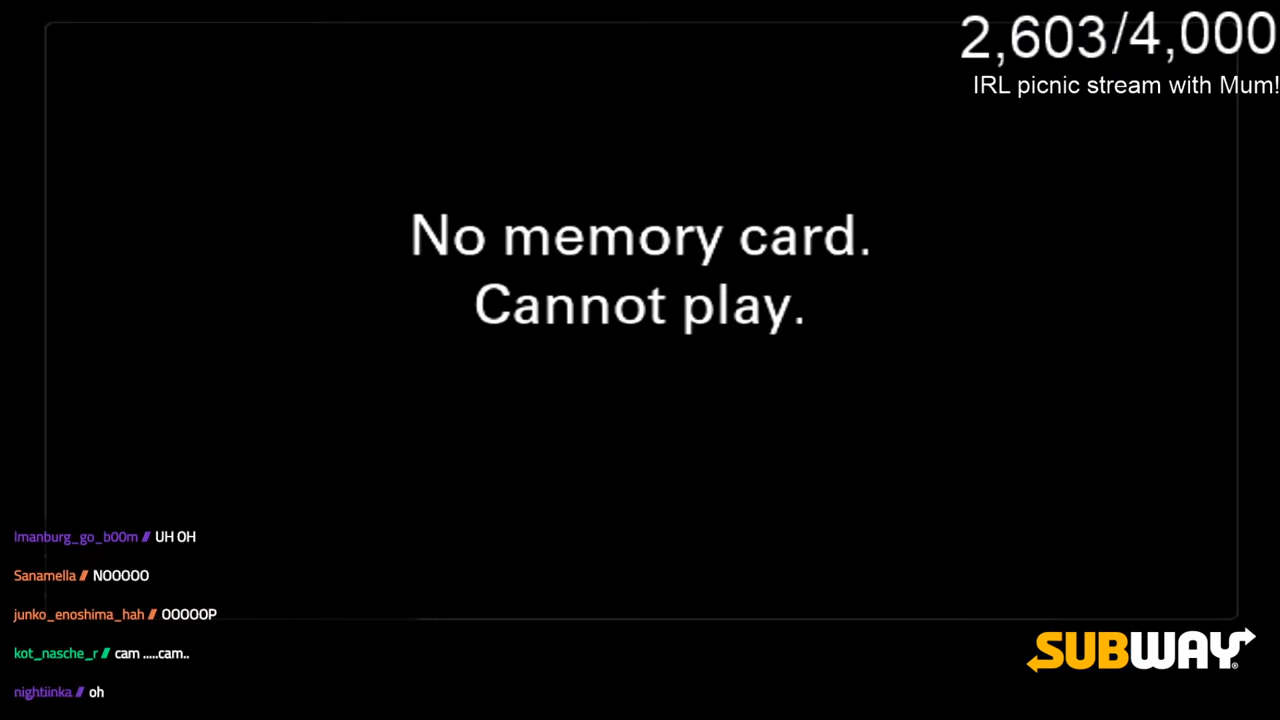 2,603/4,000
IRL picnic stream with Mum!
No memory card.
Cannot play.
Imanburg_go_b00m // UH OH
Sanamella // NOOOOO
junko_enoshima_hah // OOOOOP
kot_nasche_r // cam .....cam..
nightiinka // oh
SUBWAY®